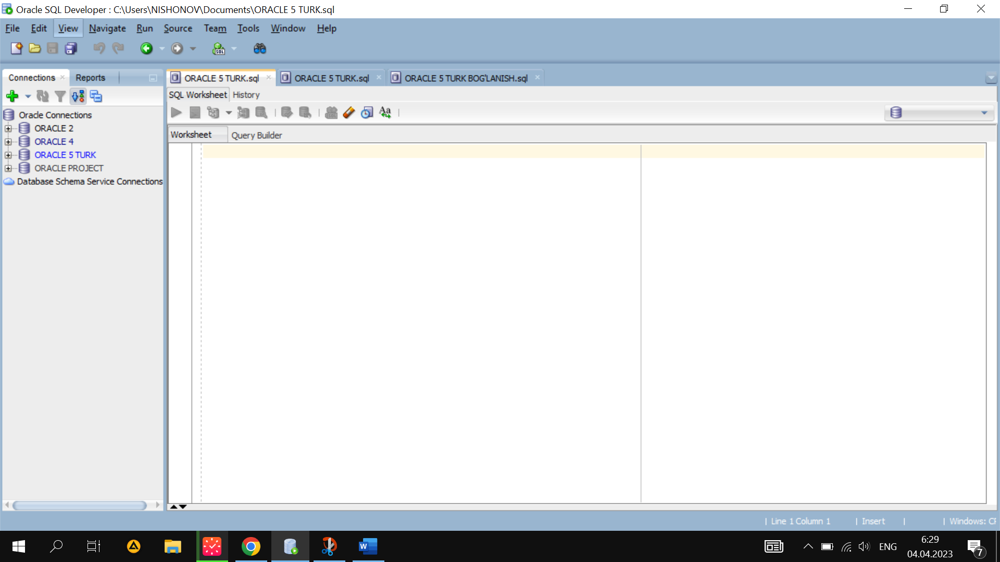 Oracle SQL Developer : C:\Users\NISHONOV\Documents\ORACLE 5 TURK.sql
File Edit View Navigate Run Source Team Tools Window Help
SQL
Connections Reports
ORACLE 5 TURK.sql ORACLE 5 TURK.sql ORACLE 5 TURK BOG'LANISH.sql
SQL Worksheet History
Aa
Worksheet Query Builder
Oracle Connections
ORACLE 2
ORACLE 4
ORACLE 5 TURK
ORACLE PROJECT
Database Schema Service Connections
| Line 1 Column 1 | Insert | | Windows: CF
W
ENG
6:29
04.04.2023
7